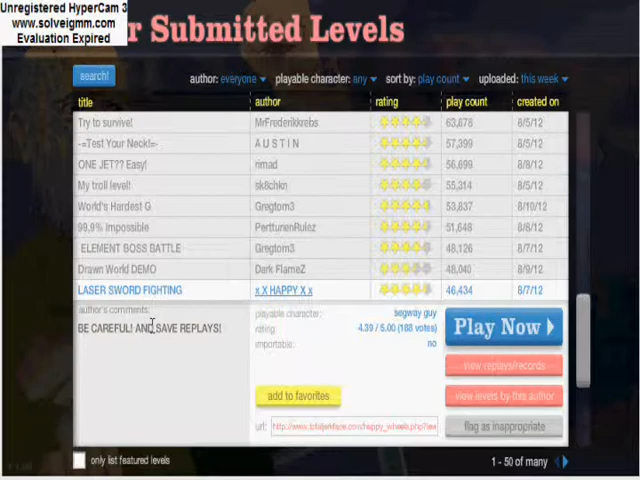 Unregistered HyperCam 3
www.solveigmm.com
Evaluation Expired
r Submitted Levels
search!
author: everyone playable character: any sort by: play count uploaded: this week
title author rating play count created on
Try to survive! MrFrederikkrebs 63,678 8/5/12
-=Test Your Neck!=- A U S T I N 57,399 8/5/12
ONE JET?? Easy! rimad 56,699 8/8/12
My troll level! sk8chkn 55,314 8/5/12
World's Hardest G Gregtom3 53,837 8/10/12
99,9% Impossible PerttunenRulez 51,648 8/6/12
ELEMENT BOSS BATTLE Gregtom3 48,126 8/7/12
Drawn World DEMO Dark FlameZ 48,040 8/9/12
LASER SWORD FIGHTING x X HAPPY X x 46,434 8/7/12
author's comments:
BE CAREFUL! AND SAVE REPLAYS!
playable character: segway guy
rating: 4.39 / 5.00 (188 votes)
importable: no
Play Now
view replays/records
add to favorites
view levels by this author
url: http://www.totaljerkface.com/happy_wheels.php?
flag as inappropriate
only list featured levels
1 - 50 of many